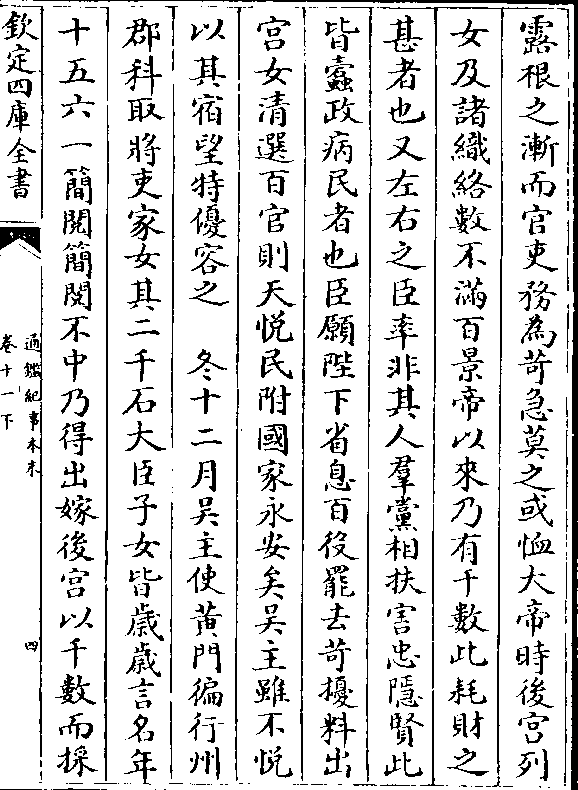 露根之漸而官吏務為苛急莫之或恤大帝時後宮列
女及諸織絡數不滿百景帝以來乃有千數此耗財之
甚者也又左右之臣率非其人羣黨相扶害忠隱賢此
皆蠹政病民者也臣願陛下省息百役罷去苛擾料出
宮女清選百官則天悦民附國家永安矣吴主雖不悦
以其宿望特優容之　冬十二月吴主使黄門徧行州
郡科取將吏家女其二千石大臣子女皆歲歲言名年
十五六一簡閲簡閲不中乃得出嫁後宮以千數而採
欽定四庫全書
通鑑紀事本末
卷十一下
四